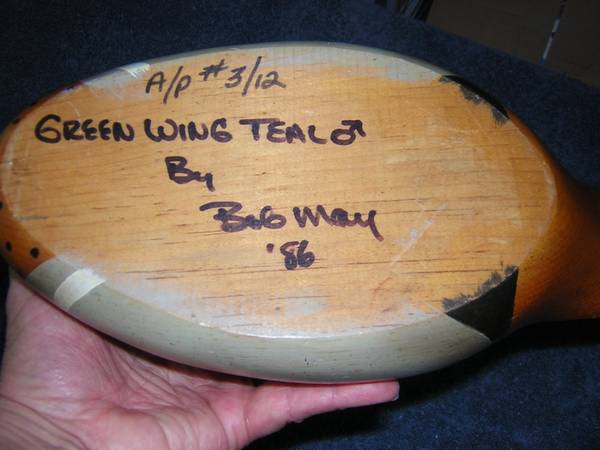 A/P #3/12
GREEN WING TEAL ♂
By
Bob May
'86